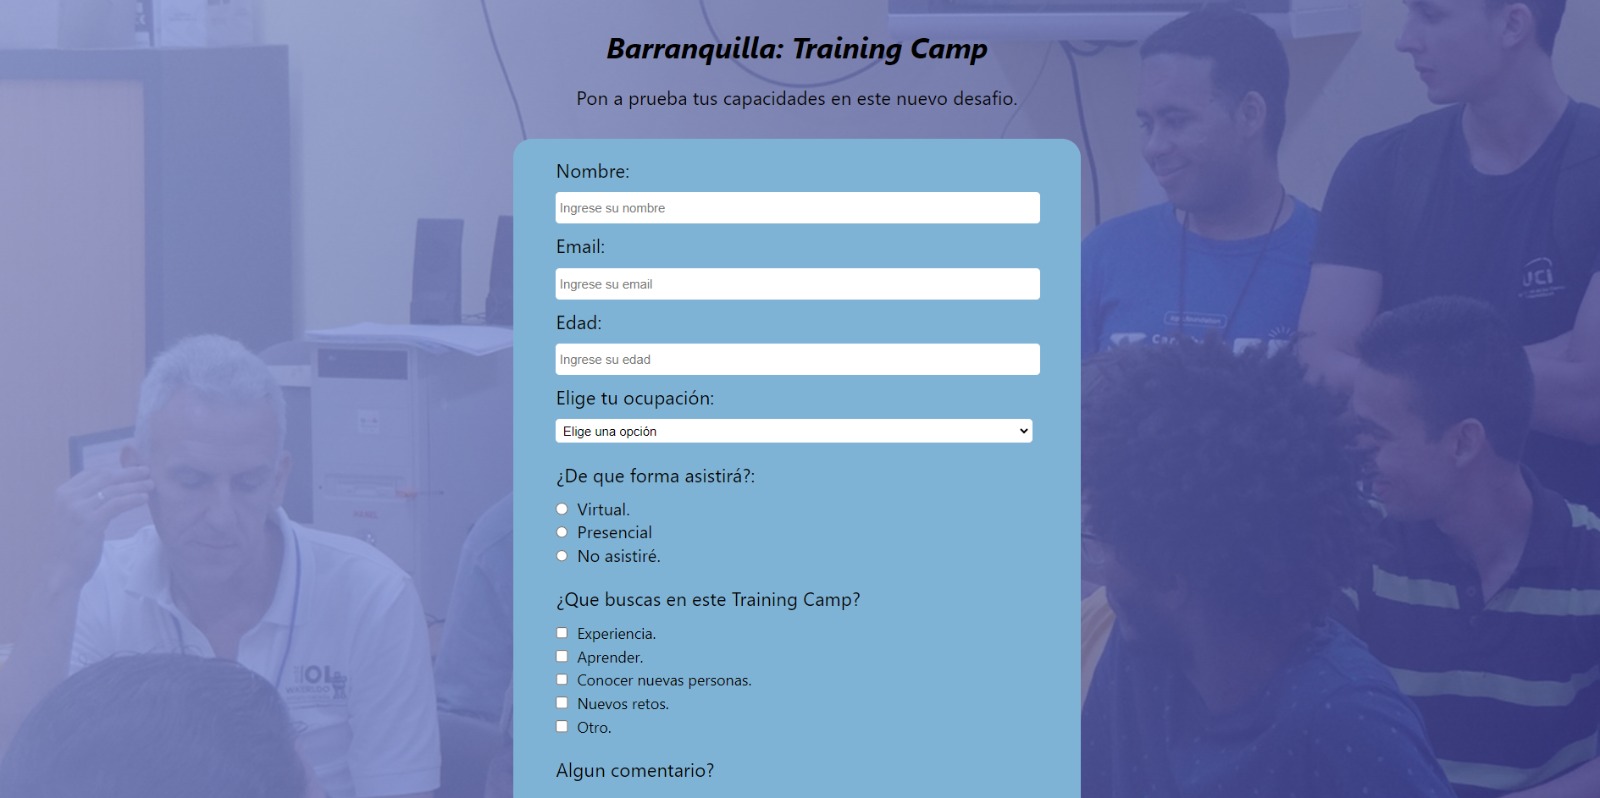 Barranquilla: Training Camp
Pon a prueba tus capacidades en este nuevo desafio.
Nombre:
Ingrese su nombre
Email:
Ingrese su email
Edad:
Ingrese su edad
Elige tu ocupación:
Elige una opción
¿De que forma asistirá?:
Virtual.
Presencial
No asistiré.
¿Que buscas en este Training Camp?
Experiencia.
Aprender.
Conocer nuevas personas.
Nuevos retos.
Otro.
Algun comentario?
UCI